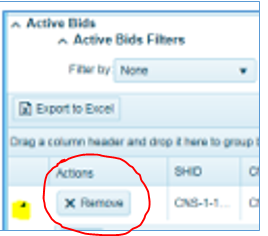 Active Bids
Active Bids Filters
Filter by: None
Export to Excel
Drag a column header and drop it here to group
Actions SHID
Remove CNS-1-1...